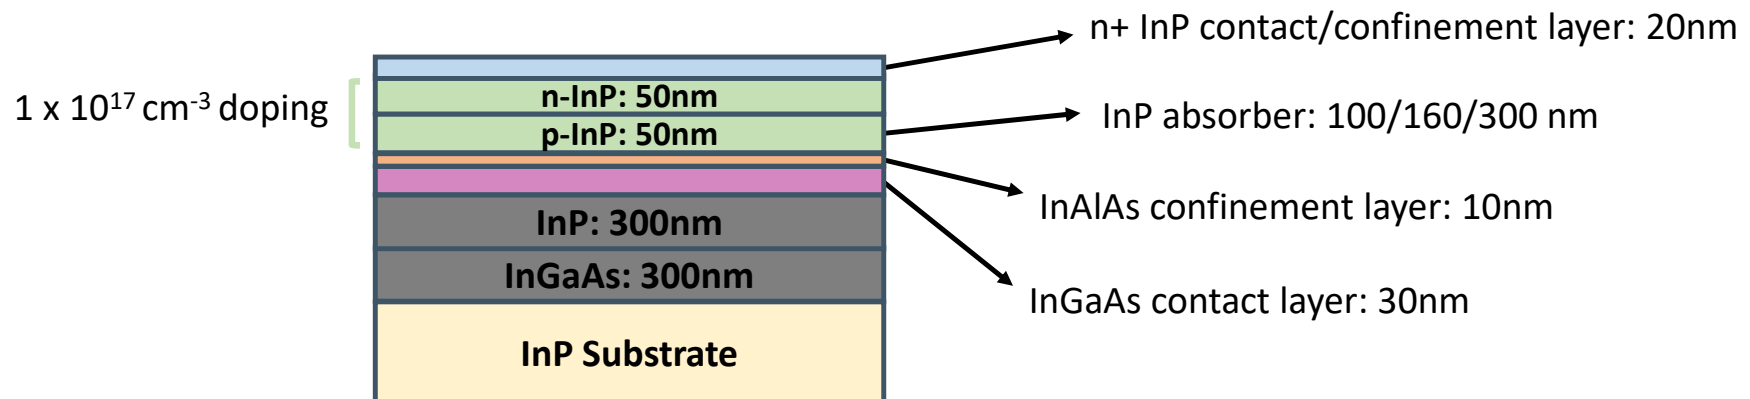 n+ InP contact/confinement layer: 20nm
1 x 10¹⁷ cm⁻³ doping
n-InP: 50nm
p-InP: 50nm
InP absorber: 100/160/300 nm
InAlAs confinement layer: 10nm
InP: 300nm
InGaAs: 300nm
InGaAs contact layer: 30nm
InP Substrate